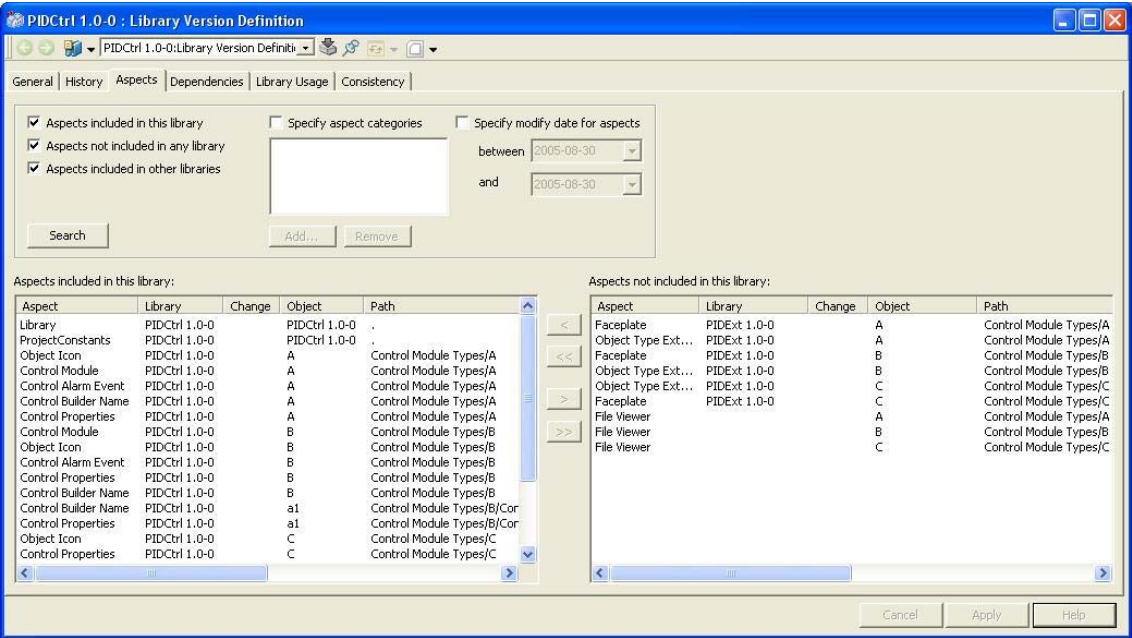 PIDCtrl 1.0-0 : Library Version Definition
PIDCtrl 1.0-0:Library Version Definiti
General History Aspects Dependencies Library Usage Consistency
Aspects included in this library Specify aspect categories Specify modify date for aspects
Aspects not included in any library between 2005-08-30
Aspects included in other libraries
and 2005-08-30
Search Add... Remove
Aspects included in this library: Aspects not included in this library:
Aspect Library Change Object Path Aspect Library Change Object Path
Library PIDCtrl 1.0-0 PIDCtrl 1.0-0 . < Faceplate PIDExt 1.0-0 A Control Module Types/A
ProjectConstants PIDCtrl 1.0-0 PIDCtrl 1.0-0 . Object Type Ext... PIDExt 1.0-0 A Control Module Types/A
Object Icon PIDCtrl 1.0-0 A Control Module Types/A << Faceplate PIDExt 1.0-0 B Control Module Types/B
Control Module PIDCtrl 1.0-0 A Control Module Types/A Object Type Ext... PIDExt 1.0-0 B Control Module Types/B
Control Alarm Event PIDCtrl 1.0-0 A Control Module Types/A Object Type Ext... PIDExt 1.0-0 C Control Module Types/C
Control Builder Name PIDCtrl 1.0-0 A Control Module Types/A > Faceplate PIDExt 1.0-0 C Control Module Types/C
Control Properties PIDCtrl 1.0-0 A Control Module Types/A File Viewer A Control Module Types/A
Control Module PIDCtrl 1.0-0 B Control Module Types/B >> File Viewer B Control Module Types/B
Object Icon PIDCtrl 1.0-0 B Control Module Types/B File Viewer C Control Module Types/C
Control Alarm Event PIDCtrl 1.0-0 B Control Module Types/B
Control Properties PIDCtrl 1.0-0 B Control Module Types/B
Control Builder Name PIDCtrl 1.0-0 B Control Module Types/B
Control Builder Name PIDCtrl 1.0-0 a1 Control Module Types/B/Cor
Control Properties PIDCtrl 1.0-0 a1 Control Module Types/B/Cor
Object Icon PIDCtrl 1.0-0 C Control Module Types/C
Control Properties PIDCtrl 1.0-0 C Control Module Types/C
Cancel Apply Help